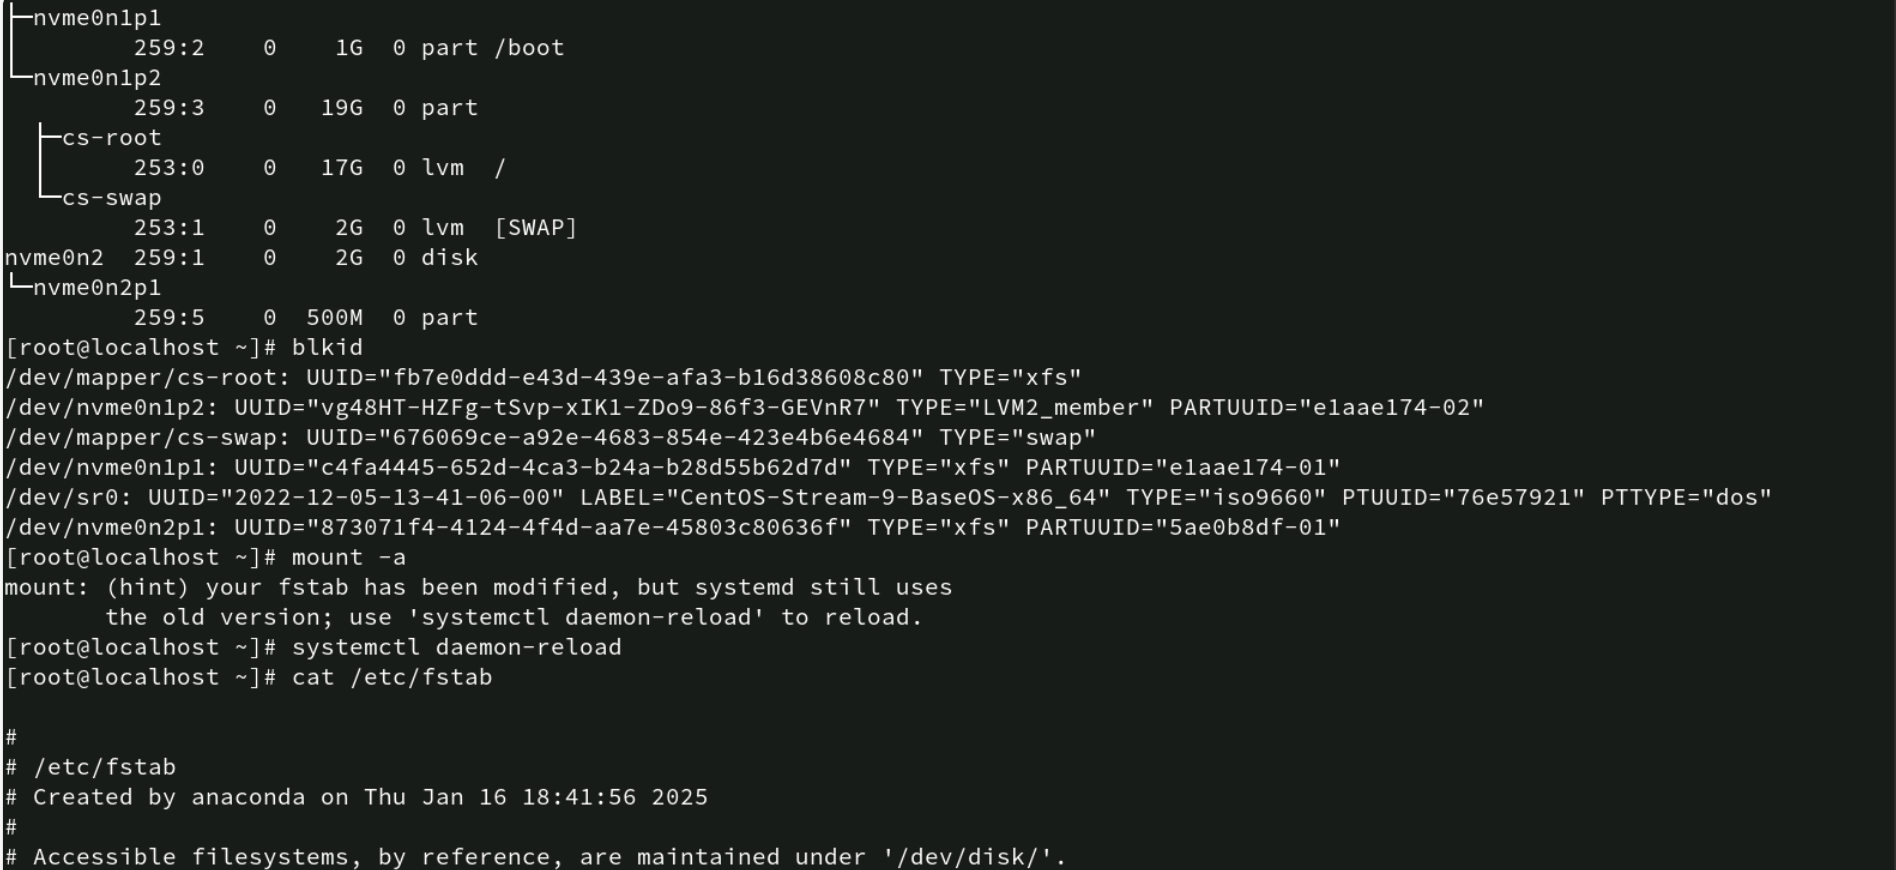 ├─nvme0n1p1
│        259:2    0    1G  0 part /boot
└─nvme0n1p2
         259:3    0   19G  0 part
  ├─cs-root
  │      253:0    0   17G  0 lvm  /
  └─cs-swap
         253:1    0    2G  0 lvm  [SWAP]
nvme0n2  259:1    0    2G  0 disk
└─nvme0n2p1
         259:5    0  500M  0 part
[root@localhost ~]# blkid
/dev/mapper/cs-root: UUID="fb7e0ddd-e43d-439e-afa3-b16d38608c80" TYPE="xfs"
/dev/nvme0n1p2: UUID="vg48HT-HZFg-tSvp-xIK1-ZDo9-86f3-GEVnR7" TYPE="LVM2_member" PARTUUID="e1aae174-02"
/dev/mapper/cs-swap: UUID="676069ce-a92e-4683-854e-423e4b6e4684" TYPE="swap"
/dev/nvme0n1p1: UUID="c4fa4445-652d-4ca3-b24a-b28d55b62d7d" TYPE="xfs" PARTUUID="e1aae174-01"
/dev/sr0: UUID="2022-12-05-13-41-06-00" LABEL="CentOS-Stream-9-BaseOS-x86_64" TYPE="iso9660" PTUUID="76e57921" PTTYPE="dos"
/dev/nvme0n2p1: UUID="873071f4-4124-4f4d-aa7e-45803c80636f" TYPE="xfs" PARTUUID="5ae0b8df-01"
[root@localhost ~]# mount -a
mount: (hint) your fstab has been modified, but systemd still uses
       the old version; use 'systemctl daemon-reload' to reload.
[root@localhost ~]# systemctl daemon-reload
[root@localhost ~]# cat /etc/fstab

#
# /etc/fstab
# Created by anaconda on Thu Jan 16 18:41:56 2025
#
# Accessible filesystems, by reference, are maintained under '/dev/disk/'.